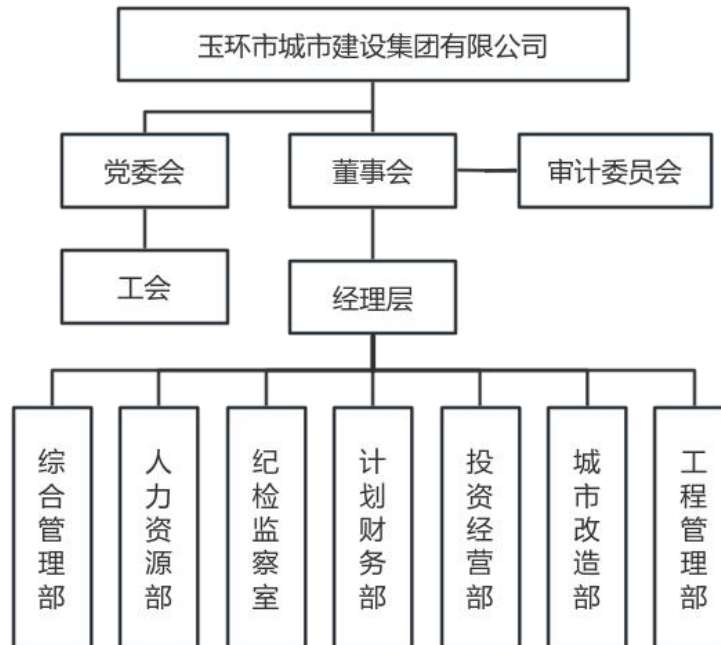 玉环市城市建设集团有限公司
党委会
董事会
审计委员会
工会
经理层
综合管理部
人力资源部
纪检监察室
计划财务部
投资经营部
城市改造部
工程管理部